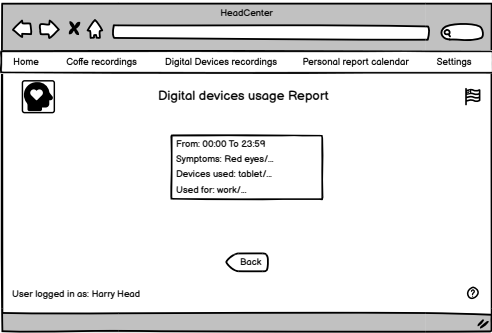 HeadCenter
Home Coffe recordings Digital Devices recordings Personal report calendar Settings
Digital devices usage Report
From: 00:00 To 23:59
Symptoms: Red eyes/...
Devices used: tablet/...
Used for: work/...
Back
User logged in as: Harry Head
?